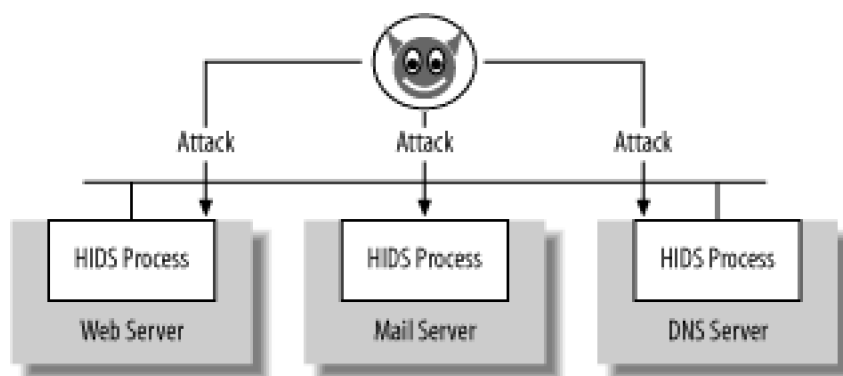 Attack Attack Attack
HIDS Process HIDS Process HIDS Process
Web Server Mail Server DNS Server